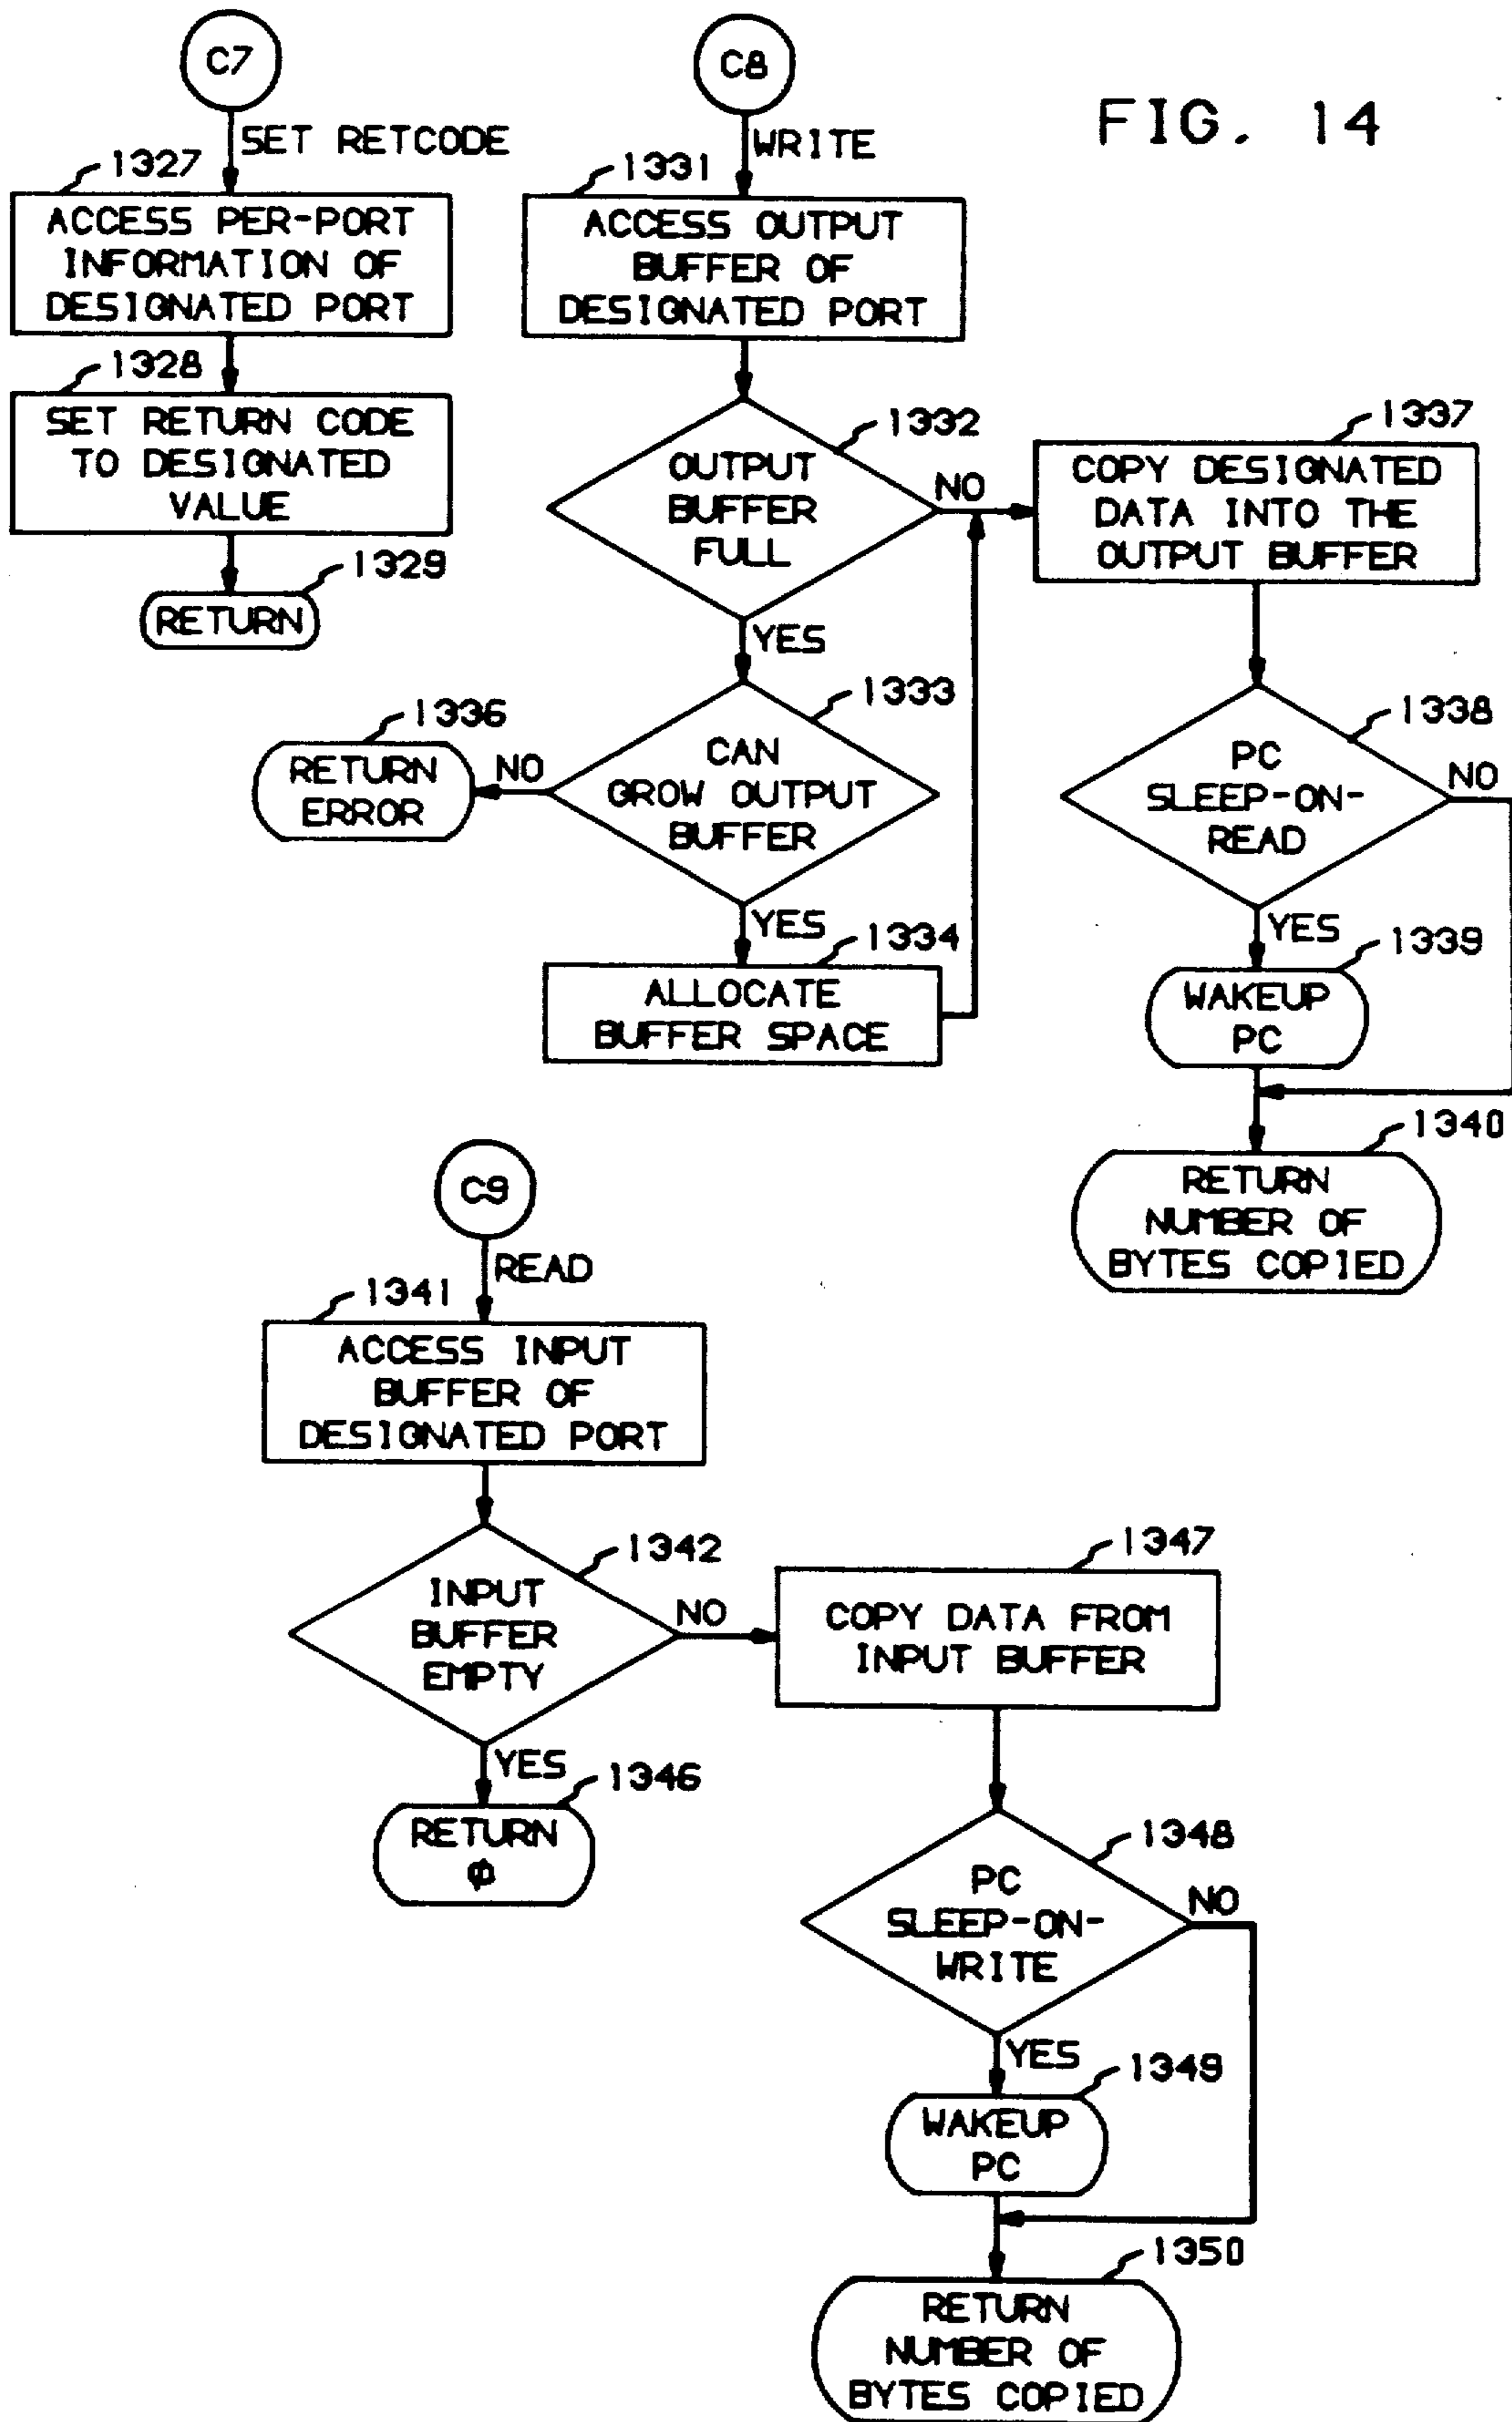 FIG. 14
C7
SET RETCODE
1327
ACCESS PER-PORT
INFORMATION OF
DESIGNATED PORT
1328
SET RETURN CODE
TO DESIGNATED
VALUE
1329
RETURN
C8
WRITE
1331
ACCESS OUTPUT
BUFFER OF
DESIGNATED PORT
1332
OUTPUT
BUFFER
FULL
NO
YES
1333
CAN
GROW OUTPUT
BUFFER
NO
1336
RETURN
ERROR
YES
1334
ALLOCATE
BUFFER SPACE
1337
COPY DESIGNATED
DATA INTO THE
OUTPUT BUFFER
1338
PC
SLEEP-ON-
READ
NO
YES
1339
WAKEUP
PC
1340
RETURN
NUMBER OF
BYTES COPIED
C9
READ
1341
ACCESS INPUT
BUFFER OF
DESIGNATED PORT
1342
INPUT
BUFFER
EMPTY
NO
YES
1346
RETURN
φ
1347
COPY DATA FROM
INPUT BUFFER
1348
PC
SLEEP-ON-
WRITE
NO
YES
1349
WAKEUP
PC
1350
RETURN
NUMBER OF
BYTES COPIED